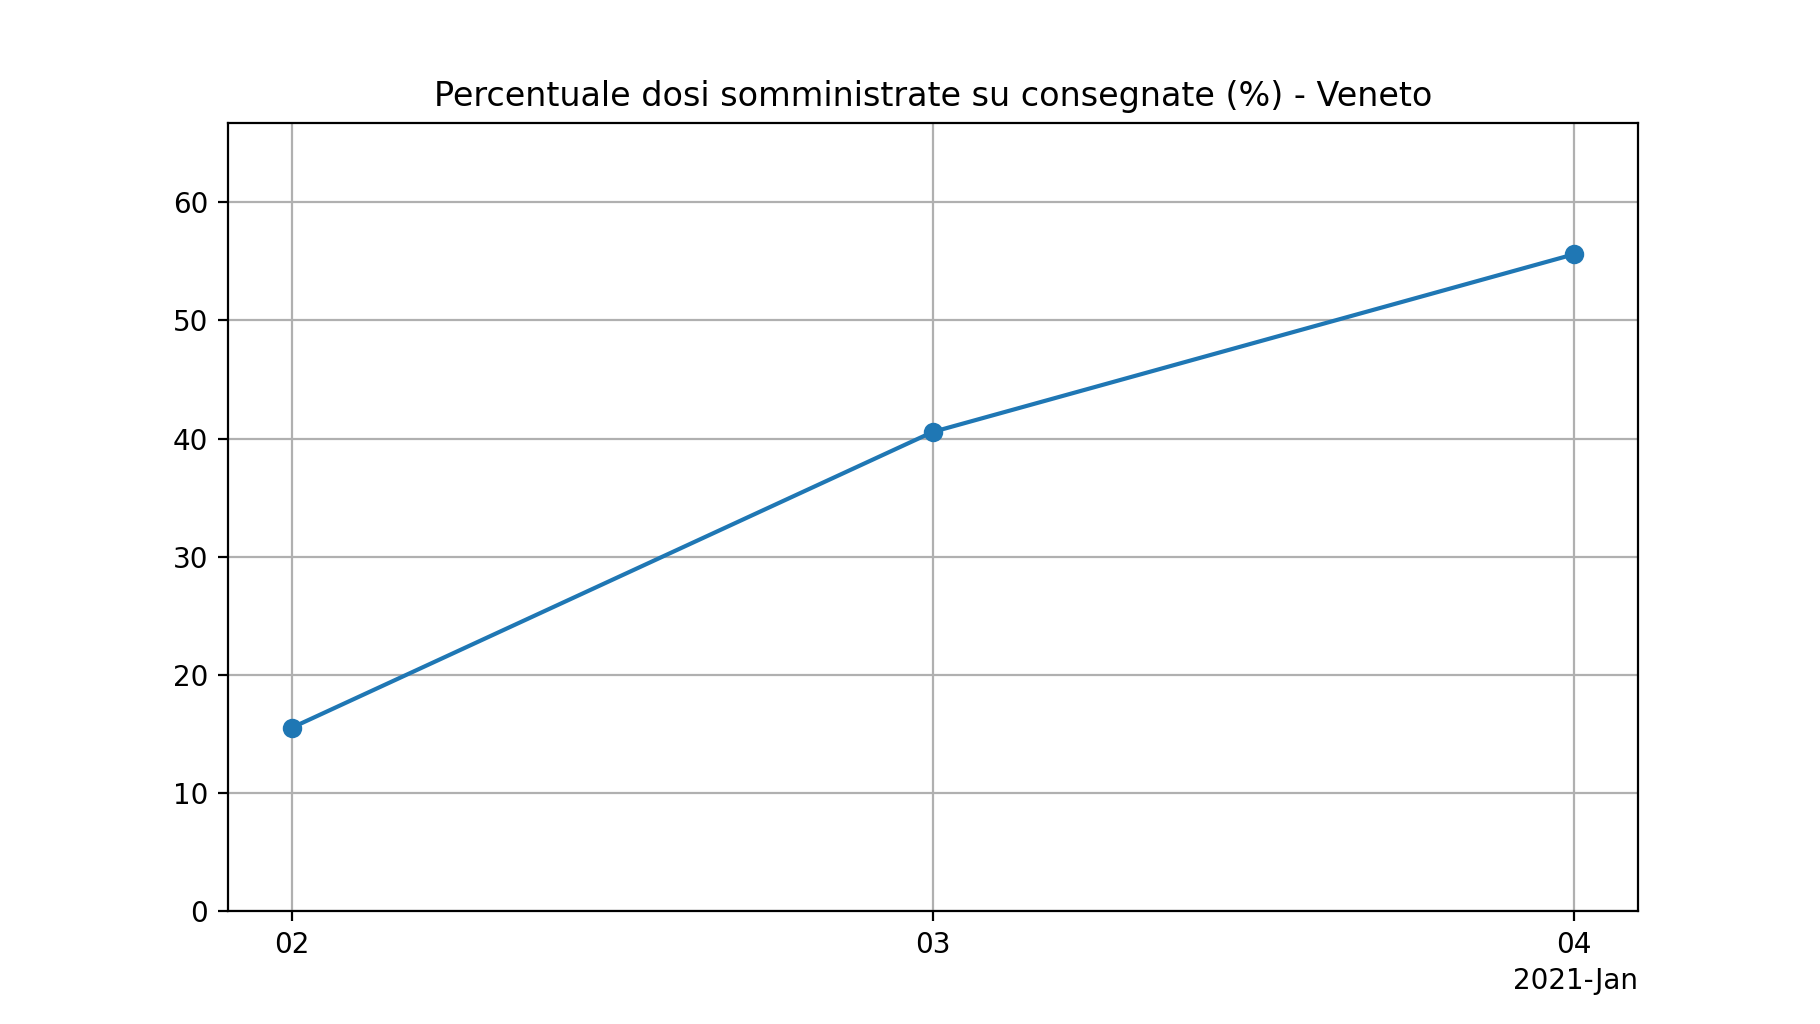 Percentuale dosi somministrate su consegnate (%) - Veneto
60
50
40
30
20
10
0
02 03 04
2021-Jan